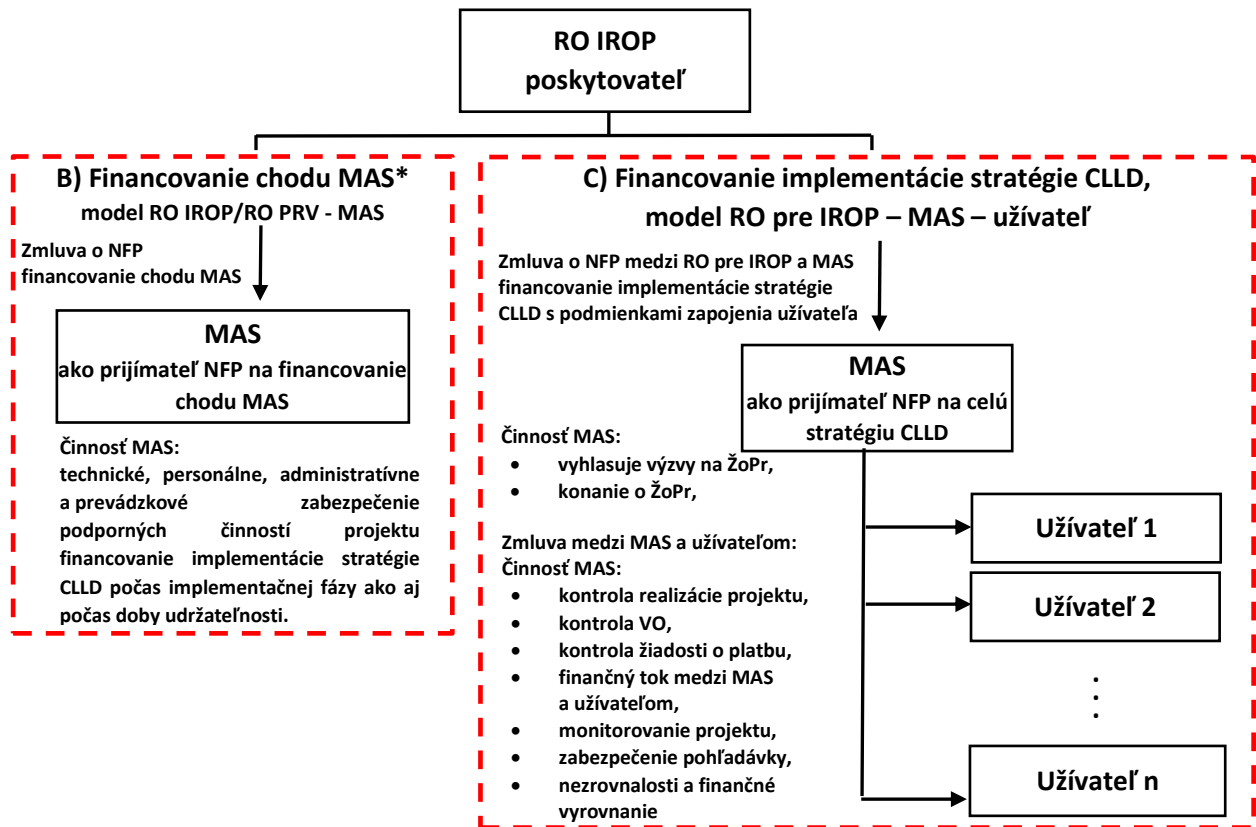 RO IROP
poskytovateľ
B) Financovanie chodu MAS*
model RO IROP/RO PRV - MAS
Zmluva o NFP
financovanie chodu MAS
MAS
ako prijímateľ NFP na financovanie
chodu MAS
Činnosť MAS:
technické, personálne, administratívne
a prevádzkové zabezpečenie
podporných činností projektu
financovanie implementácie stratégie
CLLD počas implementačnej fázy ako aj
počas doby udržateľnosti.
C) Financovanie implementácie stratégie CLLD,
model RO pre IROP – MAS – užívateľ
Zmluva o NFP medzi RO pre IROP a MAS
financovanie implementácie stratégie
CLLD s podmienkami zapojenia užívateľa
MAS
ako prijímateľ NFP na celú
stratégiu CLLD
Činnosť MAS:
• vyhlasuje výzvy na ŽoPr,
• konanie o ŽoPr,
Zmluva medzi MAS a užívateľom:
Činnosť MAS:
• kontrola realizácie projektu,
• kontrola VO,
• kontrola žiadosti o platbu,
• finančný tok medzi MAS
a užívateľom,
• monitorovanie projektu,
• zabezpečenie pohľadávky,
• nezrovnalosti a finančné
vyrovnanie
Užívateľ 1
Užívateľ 2
.
.
.
Užívateľ n